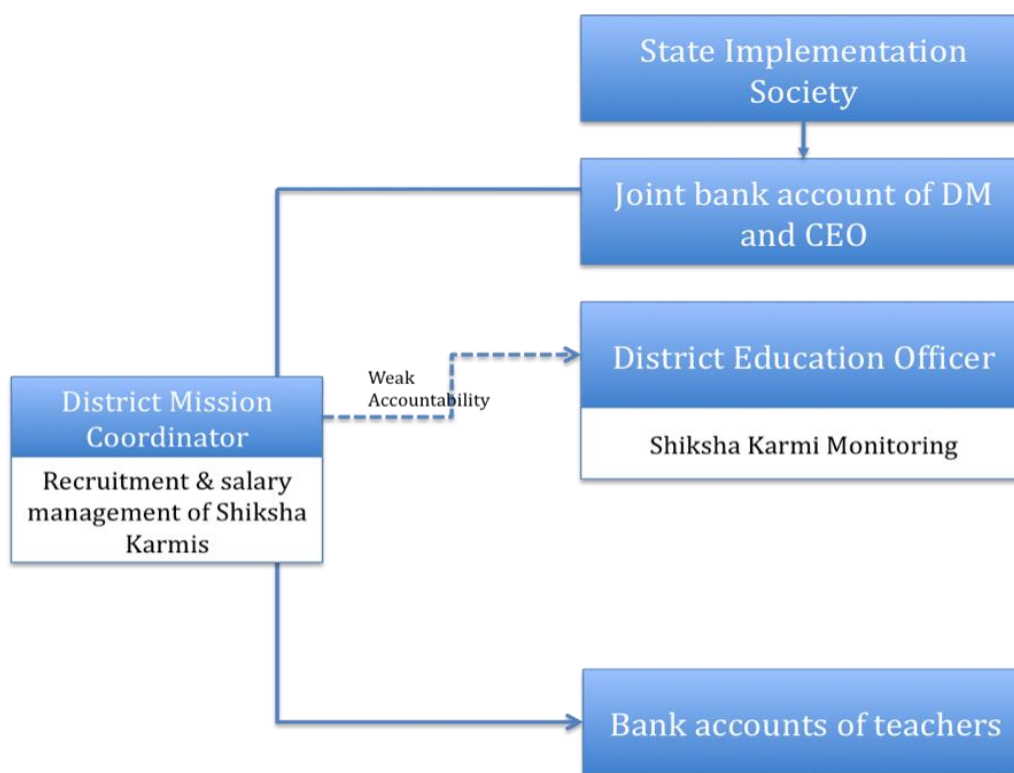 State Implementation
Society
Joint bank account of DM
and CEO
District Education Officer
Shiksha Karmi Monitoring
Weak
Accountability
District Mission
Coordinator
Recruitment & salary
management of Shiksha
Karmis
Bank accounts of teachers